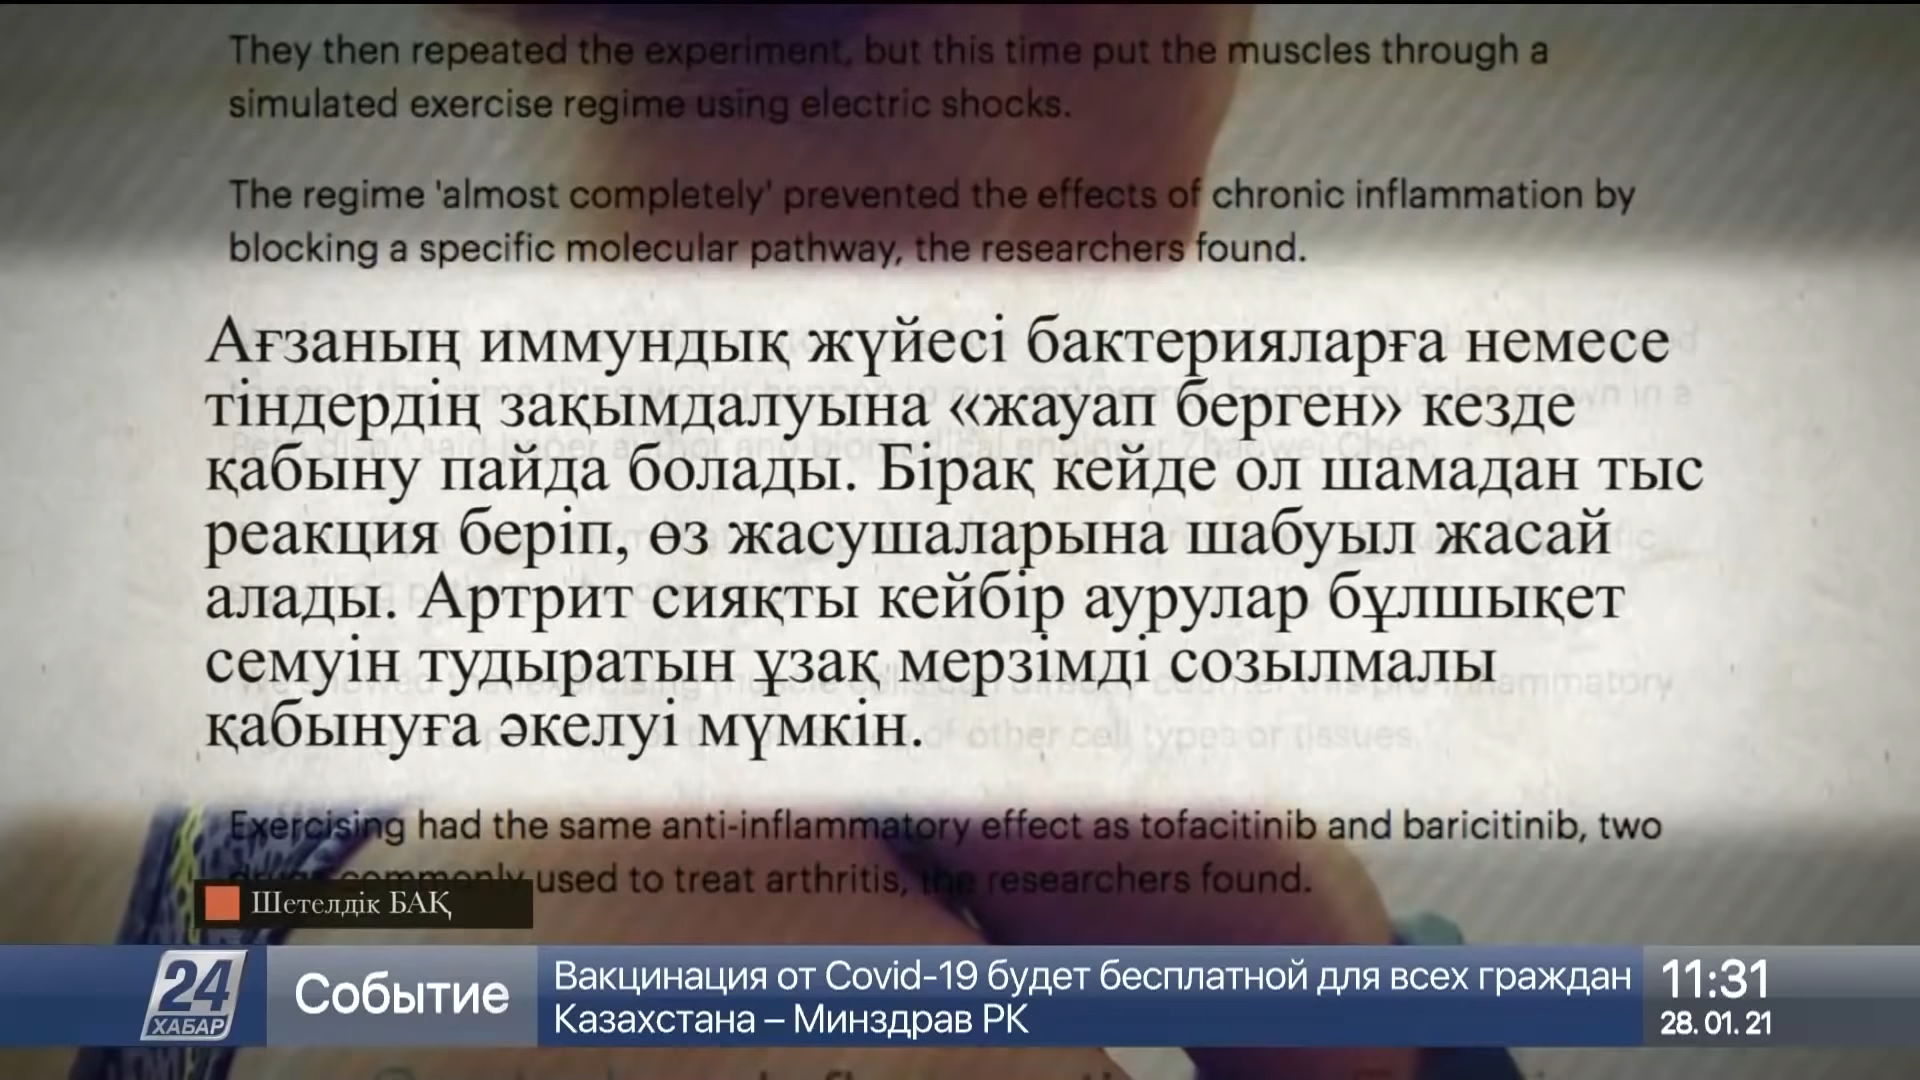 They then repeated the experiment, but this time put the muscles through a
simulated exercise regime using electric shocks.
The regime 'almost completely' prevented the effects of chronic inflammation by
blocking a specific molecular pathway, the researchers found.
Ағзаның иммундық жүйесі бактерияларға немесе
тіндердің зақымдалуына «жауап берген» кезде
қабыну пайда болады. Бірақ кейде ол шамадан тыс
реакция беріп, өз жасушаларына шабуыл жасай
алады. Артрит сияқты кейбір аурулар бұлшықет
семуін тудыратын ұзақ мерзімді созылмалы
қабынуға әкелуі мүмкін.
Exercising had the same anti-inflammatory effect as tofacitinib and baricitinib, two
drugs commonly used to treat arthritis, the researchers found.
Шетелдік БАҚ
24
ХАБАР
Событие
Вакцинация от Covid-19 будет бесплатной для всех граждан
Казахстана – Минздрав РК
11:31
28. 01. 21